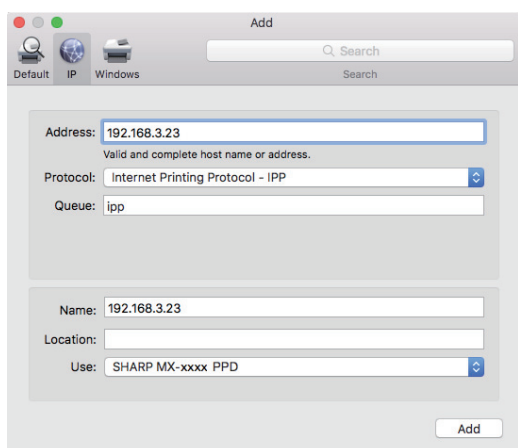 Add
Search
Default IP Windows Search
Address: 192.168.3.23
Valid and complete host name or address.
Protocol: Internet Printing Protocol - IPP
Queue: ipp
Name: 192.168.3.23
Location:
Use: SHARP MX-xxxx PPD
Add